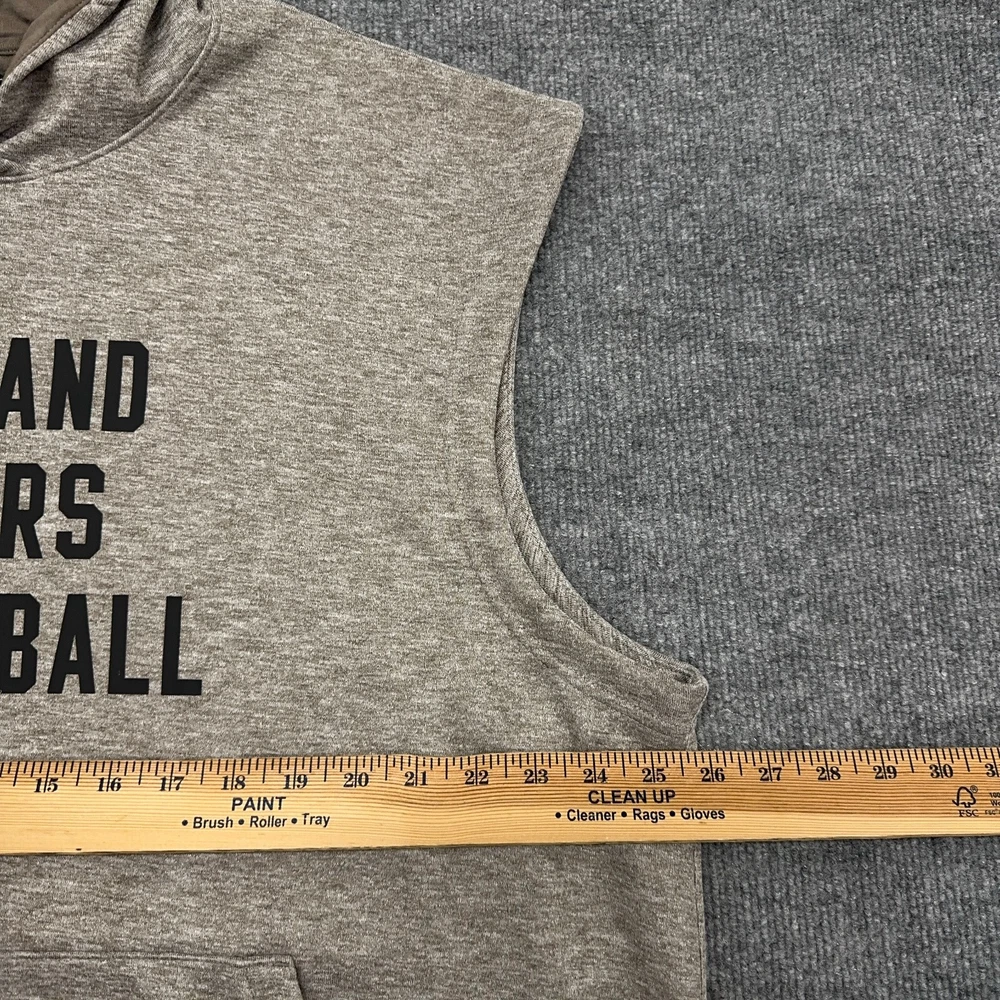 AND
RS
BALL
15 16 17 18 19 20 21 22 23 24 25 26 27 28 29 30
PAINT
• Brush • Roller • Tray
CLEAN UP
• Cleaner • Rags • Gloves
FSC